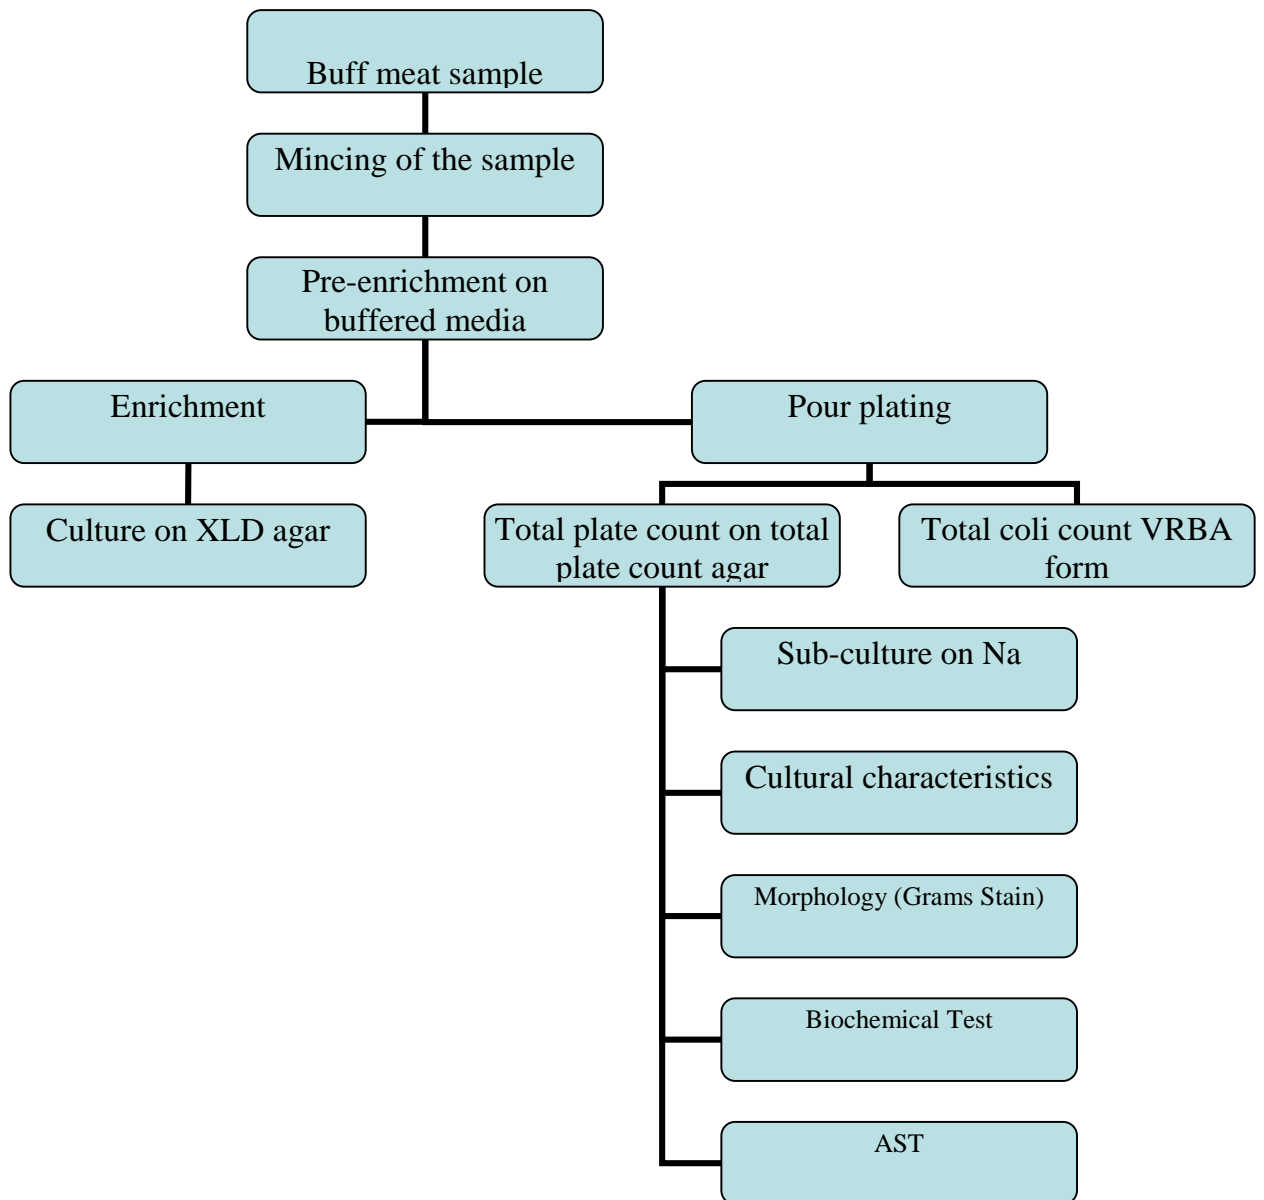 Buff meat sample
Mincing of the sample
Pre-enrichment on
buffered media
Enrichment
Pour plating
Culture on XLD agar
Total plate count on total
plate count agar
Total coli count VRBA
form
Sub-culture on Na
Cultural characteristics
Morphology (Grams Stain)
Biochemical Test
AST